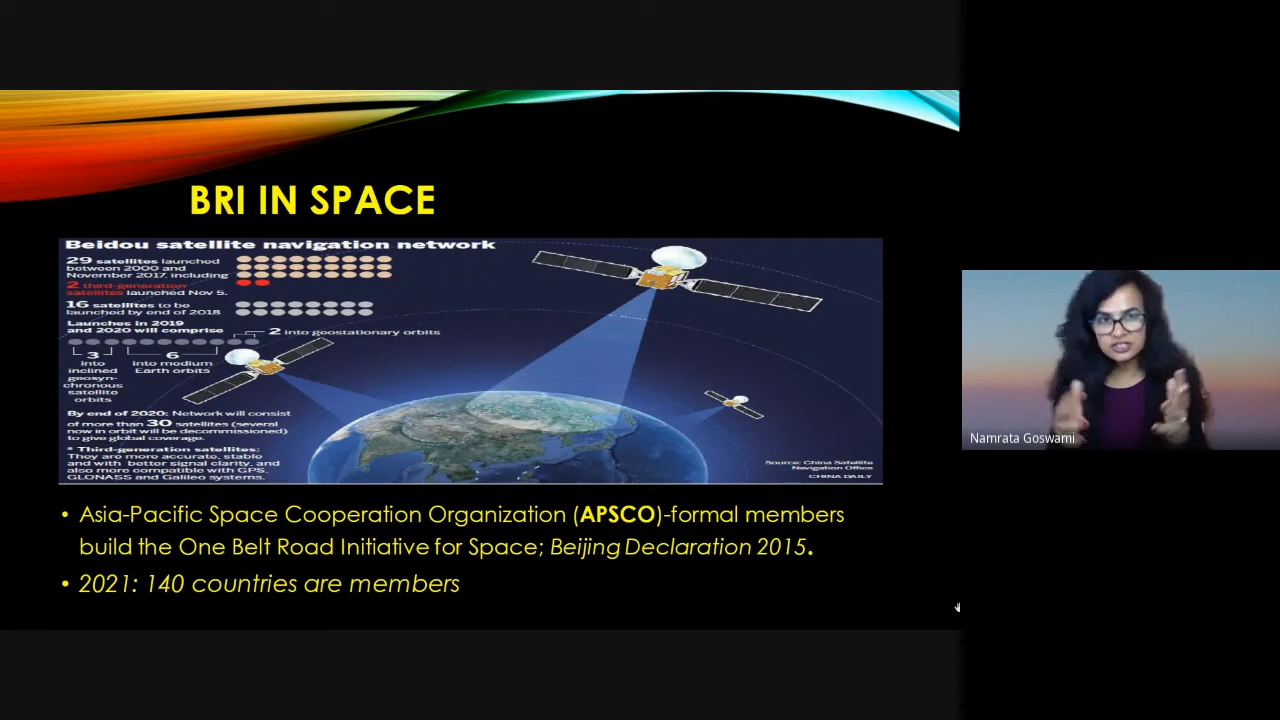 BRI IN SPACE
Beidou satellite navigation network
29 satellites launched
between 2000 and
November 2017, including
2 third-generation
satellites launched Nov 5.
16 satellites to be
launched by end of 2018
Launches in 2019
and 2020 will comprise
2 into geostationary orbits
3
into
inclined
geosyn-
chronous
satellite
orbits
6
into medium
Earth orbits
By end of 2020: Network will consist
of more than 30 satellites (several
now in orbit will be decommissioned)
to give global coverage.
* Third-generation satellites:
They are more accurate, stable
and with better signal clarity, and
also more compatible with GPS,
GLONASS and Galileo systems.
Source: China Satellite
Navigation Office
CHINA DAILY
• Asia-Pacific Space Cooperation Organization (APSCO)-formal members
build the One Belt Road Initiative for Space; Beijing Declaration 2015.
• 2021: 140 countries are members
Namrata Goswami